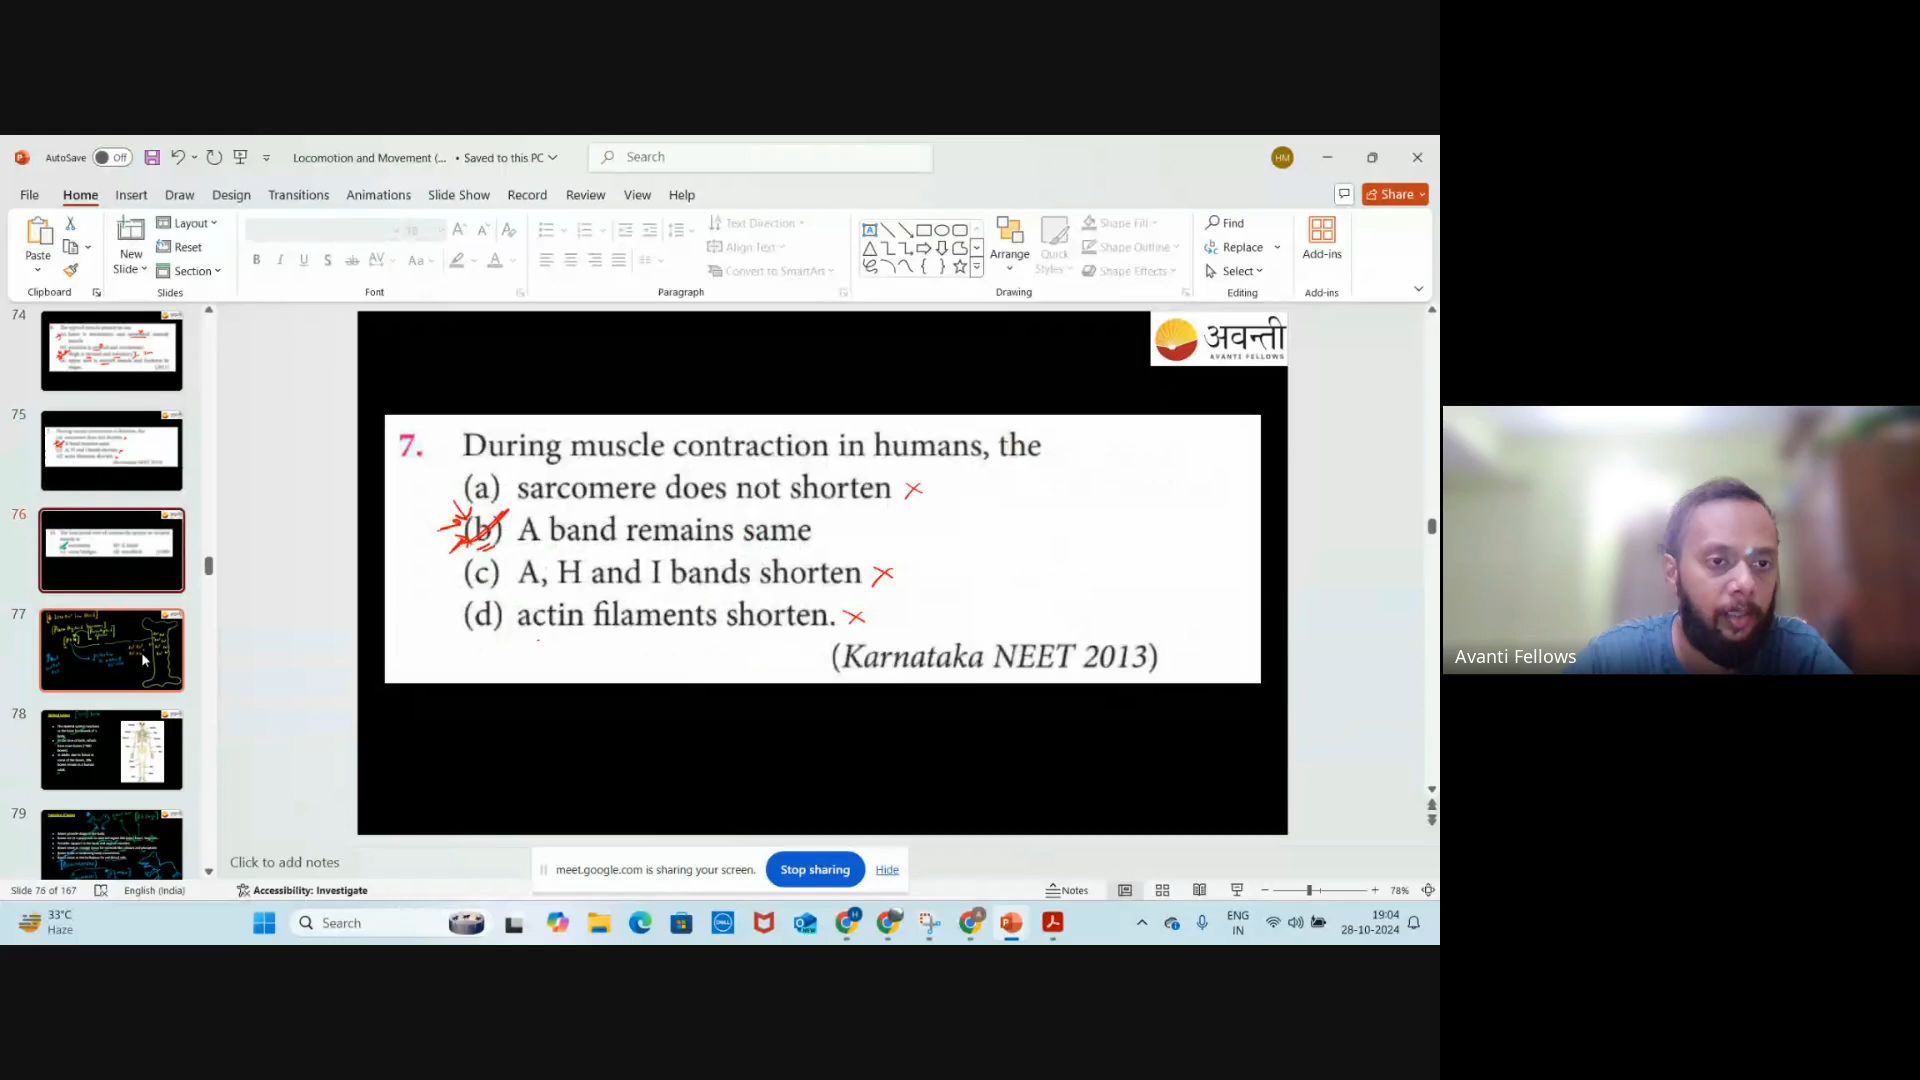 AutoSave Off Locomotion and Movement (... • Saved to this PC Search HM
File Home Insert Draw Design Transitions Animations Slide Show Record Review View Help Share
Paste New Slide Layout Reset Section Text Direction Align Text Convert to SmartArt Arrange Quick Styles Shape Fill Shape Outline Shape Effects Find Replace Select Add-ins
Clipboard Slides Font Paragraph Drawing Editing Add-ins
74
75
76
77
78
79
अवन्ती
AVANTI FELLOWS
7. During muscle contraction in humans, the
(a) sarcomere does not shorten
(b) A band remains same
(c) A, H and I bands shorten
(d) actin filaments shorten.
(Karnataka NEET 2013)
Avanti Fellows
Click to add notes
meet.google.com is sharing your screen. Stop sharing Hide
Slide 76 of 167 English (India) Accessibility: Investigate Notes 78%
33°C
Haze
Search
ENG
IN
19:04
28-10-2024